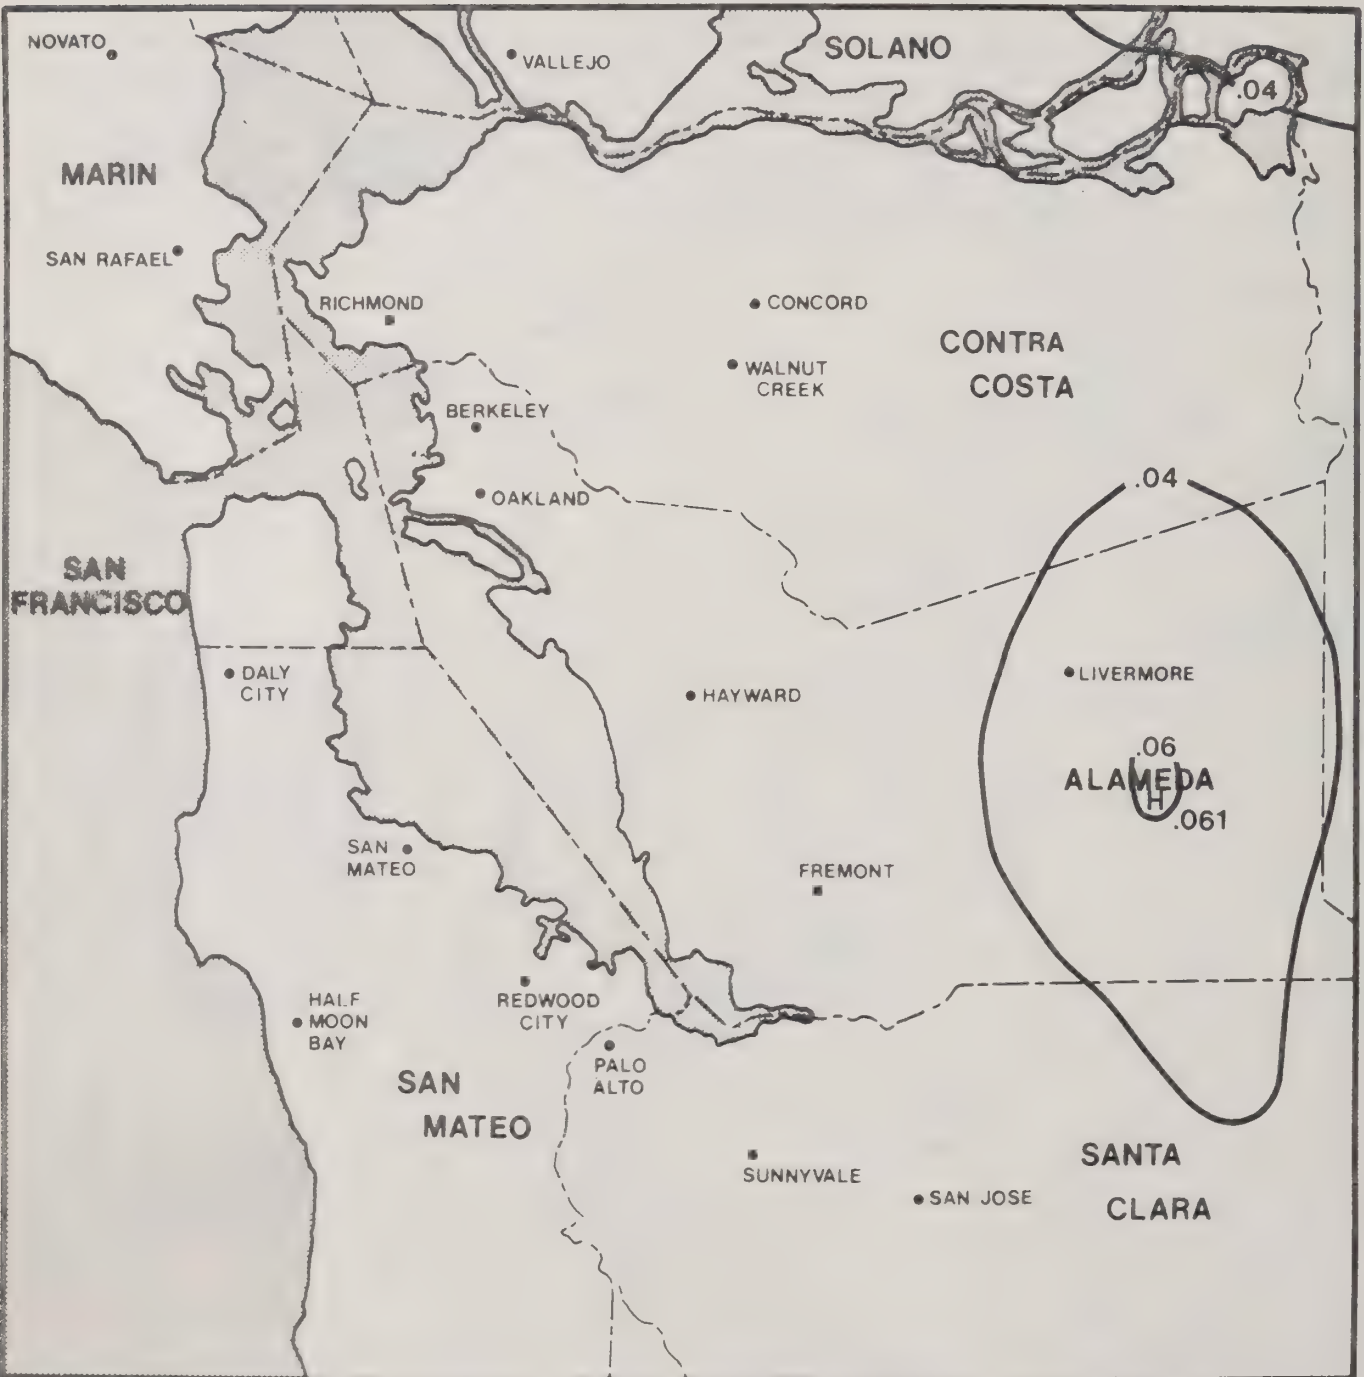 NOVATO
VALLEJO
SOLANO
.04
MARIN
SAN RAFAEL
RICHMOND
CONCORD
CONTRA
COSTA
WALNUT
CREEK
BERKELEY
OAKLAND
.04
SAN
FRANCISCO
DALY
CITY
HAYWARD
LIVERMORE
.06
ALAMEDA
H
.061
SAN
MATEO
FREMONT
HALF
MOON
BAY
REDWOOD
CITY
PALO
ALTO
SAN
MATEO
SUNNYVALE
SAN JOSE
SANTA
CLARA